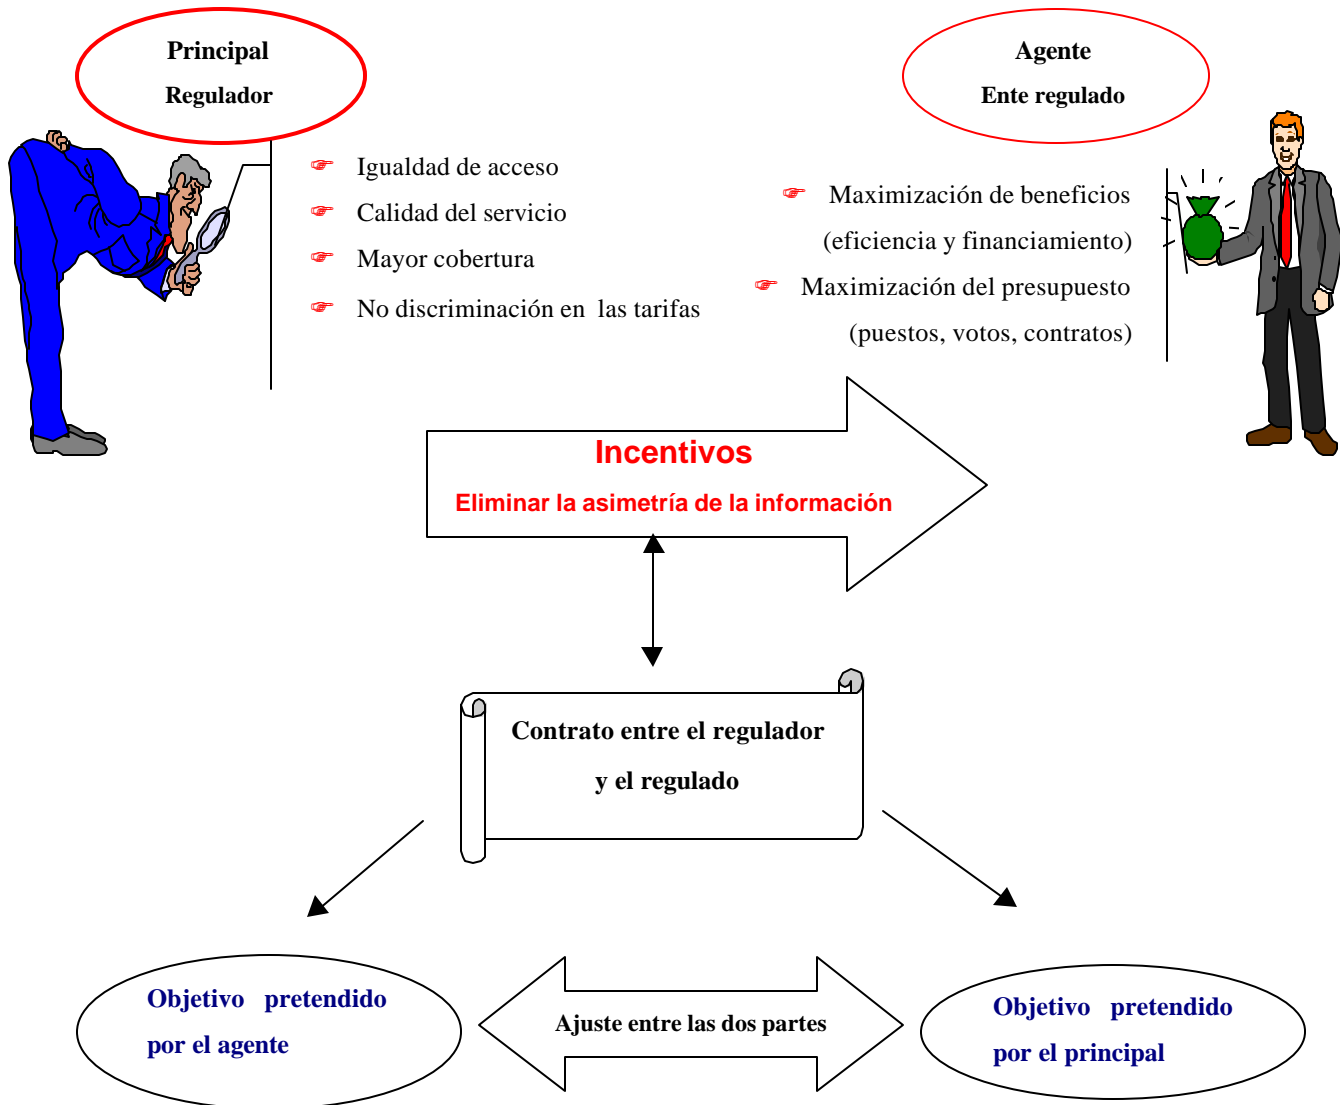 Principal
Regulador
Agente
Ente regulado
Igualdad de acceso
Calidad del servicio
Mayor cobertura
No discriminación en las tarifas
Maximización de beneficios
(eficiencia y financiamiento)
Maximización del presupuesto
(puestos, votos, contratos)
Incentivos
Eliminar la asimetría de la información
Contrato entre el regulador
y el regulado
Objetivo pretendido
por el agente
Ajuste entre las dos partes
Objetivo pretendido
por el principal